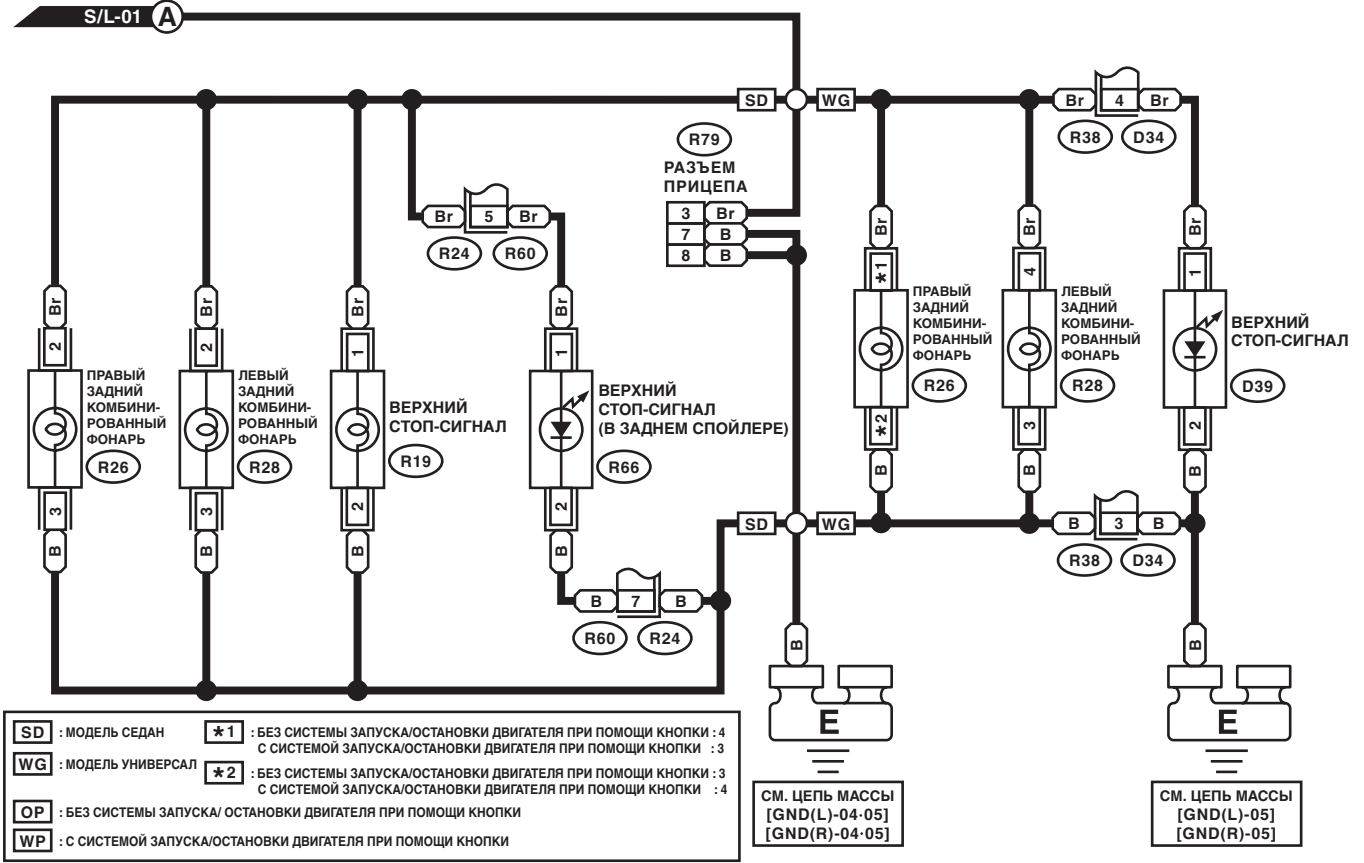 S/L-01 A
SD WG
Br 4 Br
R38 D34
R79
РАЗЪЕМ
ПРИЦЕПА
3 Br
7 B
8 B
Br 5 Br
R24 R60
Br
2
ПРАВЫЙ
ЗАДНИЙ
КОМБИНИ-
РОВАННЫЙ
ФОНАРЬ
R26
3
B
Br
2
ЛЕВЫЙ
ЗАДНИЙ
КОМБИНИ-
РОВАННЫЙ
ФОНАРЬ
R28
3
B
Br
1
ВЕРХНИЙ
СТОП-СИГНАЛ
R19
2
B
Br
1
ВЕРХНИЙ
СТОП-СИГНАЛ
(В ЗАДНЕМ СПОЙЛЕРЕ)
R66
2
B
B 7 B
R60 R24
Br
*1
ПРАВЫЙ
ЗАДНИЙ
КОМБИНИ-
РОВАННЫЙ
ФОНАРЬ
R26
*2
B
Br
4
ЛЕВЫЙ
ЗАДНИЙ
КОМБИНИ-
РОВАННЫЙ
ФОНАРЬ
R28
3
B
Br
1
ВЕРХНИЙ
СТОП-СИГНАЛ
D39
2
B
SD WG
B 3 B
R38 D34
B
E
СМ. ЦЕПЬ МАССЫ
[GND(L)-04·05]
[GND(R)-04·05]
B
E
СМ. ЦЕПЬ МАССЫ
[GND(L)-05]
[GND(R)-05]
SD : МОДЕЛЬ СЕДАН
WG : МОДЕЛЬ УНИВЕРСАЛ
*1 : БЕЗ СИСТЕМЫ ЗАПУСКА/ОСТАНОВКИ ДВИГАТЕЛЯ ПРИ ПОМОЩИ КНОПКИ : 4
С СИСТЕМОЙ ЗАПУСКА/ОСТАНОВКИ ДВИГАТЕЛЯ ПРИ ПОМОЩИ КНОПКИ : 3
*2 : БЕЗ СИСТЕМЫ ЗАПУСКА/ОСТАНОВКИ ДВИГАТЕЛЯ ПРИ ПОМОЩИ КНОПКИ : 3
С СИСТЕМОЙ ЗАПУСКА/ОСТАНОВКИ ДВИГАТЕЛЯ ПРИ ПОМОЩИ КНОПКИ : 4
OP : БЕЗ СИСТЕМЫ ЗАПУСКА/ ОСТАНОВКИ ДВИГАТЕЛЯ ПРИ ПОМОЩИ КНОПКИ
WP : С СИСТЕМОЙ ЗАПУСКА/ОСТАНОВКИ ДВИГАТЕЛЯ ПРИ ПОМОЩИ КНОПКИ